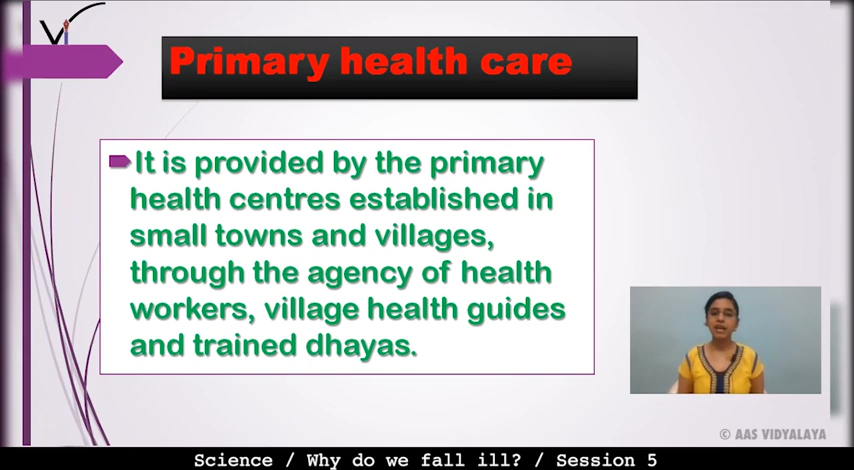 Primary health care
It is provided by the primary
health centres established in
small towns and villages,
through the agency of health
workers, village health guides
and trained dhayas.
© AAS VIDYALAYA
Science / Why do we fall ill? / Session 5